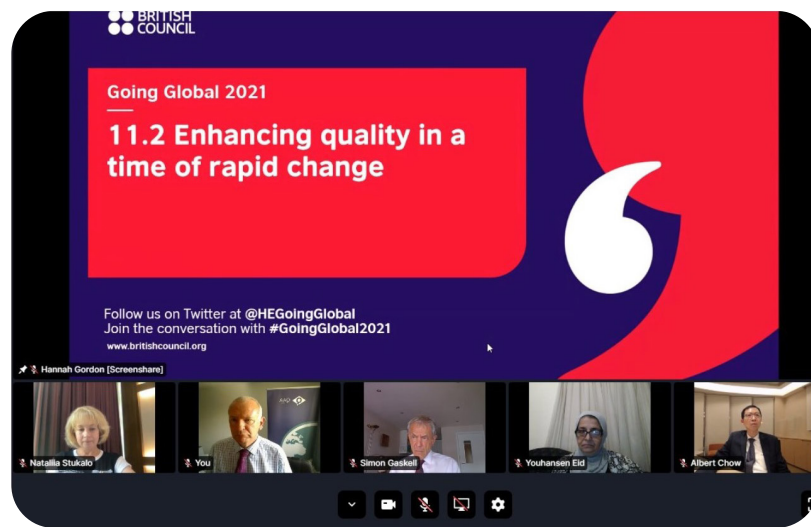 BRITISH
COUNCIL
Going Global 2021
11.2 Enhancing quality in a
time of rapid change
Follow us on Twitter at @HEGoingGlobal
Join the conversation with #GoingGlobal2021
www.britishcouncil.org
Hannah Gordon [Screenshare]
Nataliia Stukalo
You
Simon Gaskell
Youhansen Eid
Albert Chow